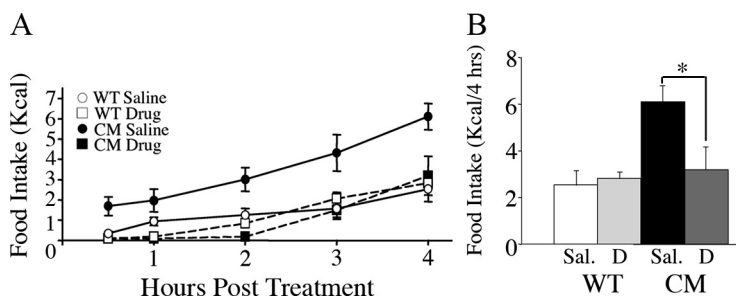 A
Food Intake (Kcal)
7
6
5
4
3
2
1
0
WT Saline
WT Drug
CM Saline
CM Drug
1 2 3 4
Hours Post Treatment
B
Food Intake (Kcal/4 hrs)
8
6
4
2
0
*
Sal. D Sal. D
WT CM